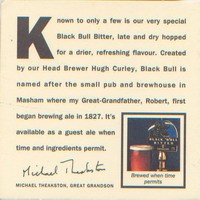 Known to only a few is our very special
Black Bull Bitter, late and dry hopped
for a drier, refreshing flavour. Created
by our Head Brewer Hugh Curley, Black Bull is
named after the small pub and brewhouse in
Masham where my Great-Grandfather, Robert, first
began brewing ale in 1827. It's
available as a guest ale when
time and ingredients permit.
BLACK BULL
BITTER
Michael Theakston
Brewed when time
permits
MICHAEL THEAKSTON, GREAT GRANDSON